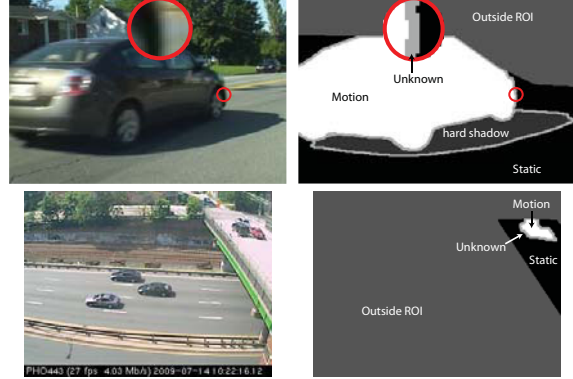 Outside ROI
Unknown
Motion
hard shadow
Static
Motion
Unknown
Static
Outside ROI
PHO443 (27 fps 4.03 Mb/s) 2009-07-14 10:22:16.12